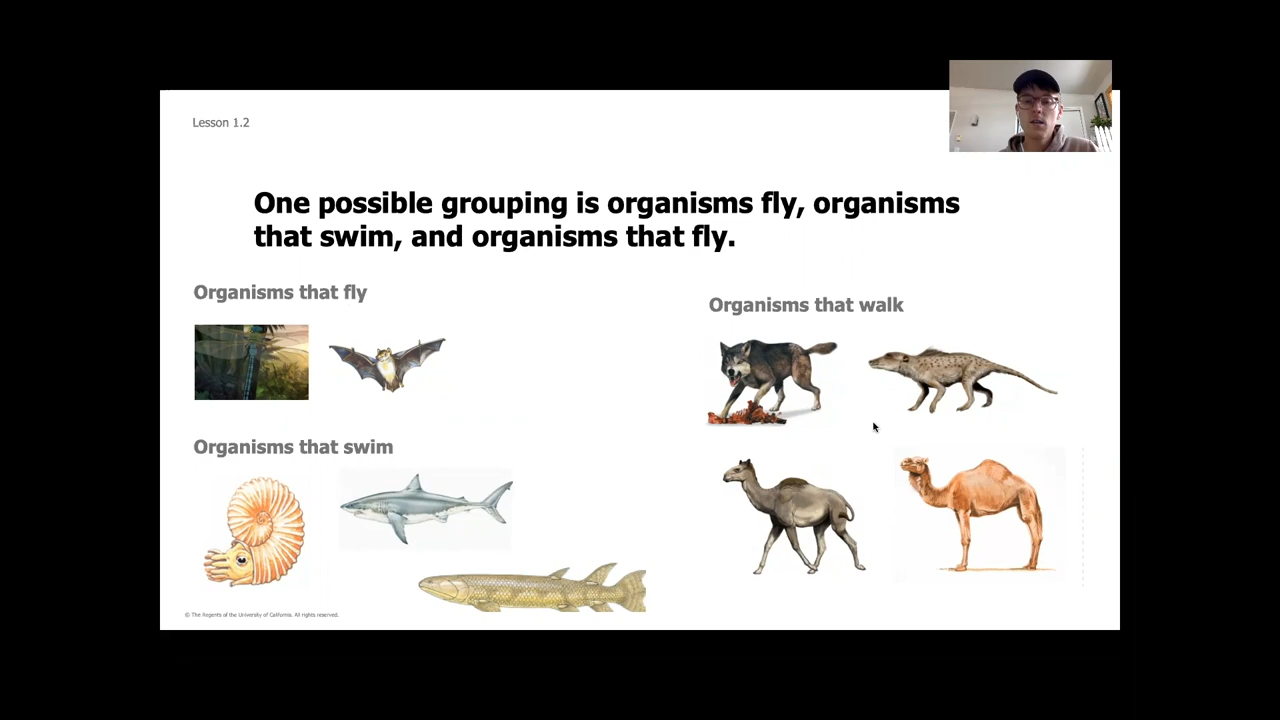 Lesson 1.2
One possible grouping is organisms fly, organisms
that swim, and organisms that fly.
Organisms that fly
Organisms that walk
Organisms that swim
© The Regents of the University of California. All rights reserved.